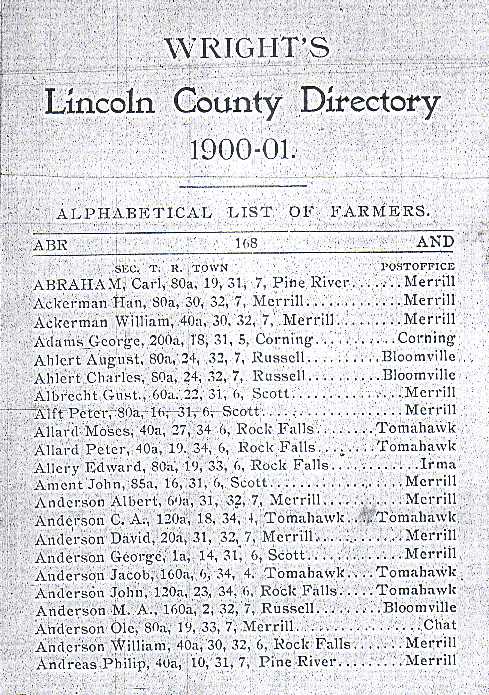 WRIGHT'S
Lincoln County Directory
1900-01.
ALPHABETICAL LIST OF FARMERS.
ABR 168 AND
SEC. T. R. TOWN POSTOFFICE
ABRAHAM, Carl, 80a, 19, 31, 7, Pine River.......Merrill
Ackerman Han, 80a, 30, 32, 7, Merrill............Merrill
Ackerman William, 40a, 30, 32, 7, Merrill.........Merrill
Adams George, 200a, 18, 31, 5, Corning...........Corning
Ahlert August, 80a, 24, 32, 7, Russell..........Bloomville
Ahlert Charles, 80a, 24, 32, 7, Russell..........Bloomville
Albrecht Gust., 60a, 22, 31, 6, Scott..............Merrill
Alft Peter, 80a, 16, 31, 6, Scott..................Merrill
Allard Moses, 40a, 27, 34 6, Rock Falls........Tomahawk
Allard Peter, 40a, 19, 34, 6, Rock Falls........Tomahawk
Allery Edward, 80a, 19, 33, 6, Rock Falls............Irma
Ament John, 85a, 16, 31, 6, Scott.................Merrill
Anderson Albert, 60a, 31, 32, 7, Merrill...........Merrill
Anderson C. A., 120a, 18, 34, 4, Tomahawk....Tomahawk
Anderson David, 20a, 31, 32, 7, Merrill............Merrill
Anderson George, 1a, 14, 31, 6, Scott.............Merrill
Anderson Jacob, 160a, 6, 34, 4, Tomahawk....Tomahawk
Anderson John, 120a, 23, 34, 6, Rock Falls.....Tomahawk
Anderson M. A., 160a, 2, 32, 7, Russell.........Bloomville
Anderson Ole, 80a, 19, 33, 7, Merrill................Chat
Anderson William, 40a, 30, 32, 6, Rock Falls.......Merrill
Andreas Philip, 40a, 10, 31, 7, Pine River.........Merrill